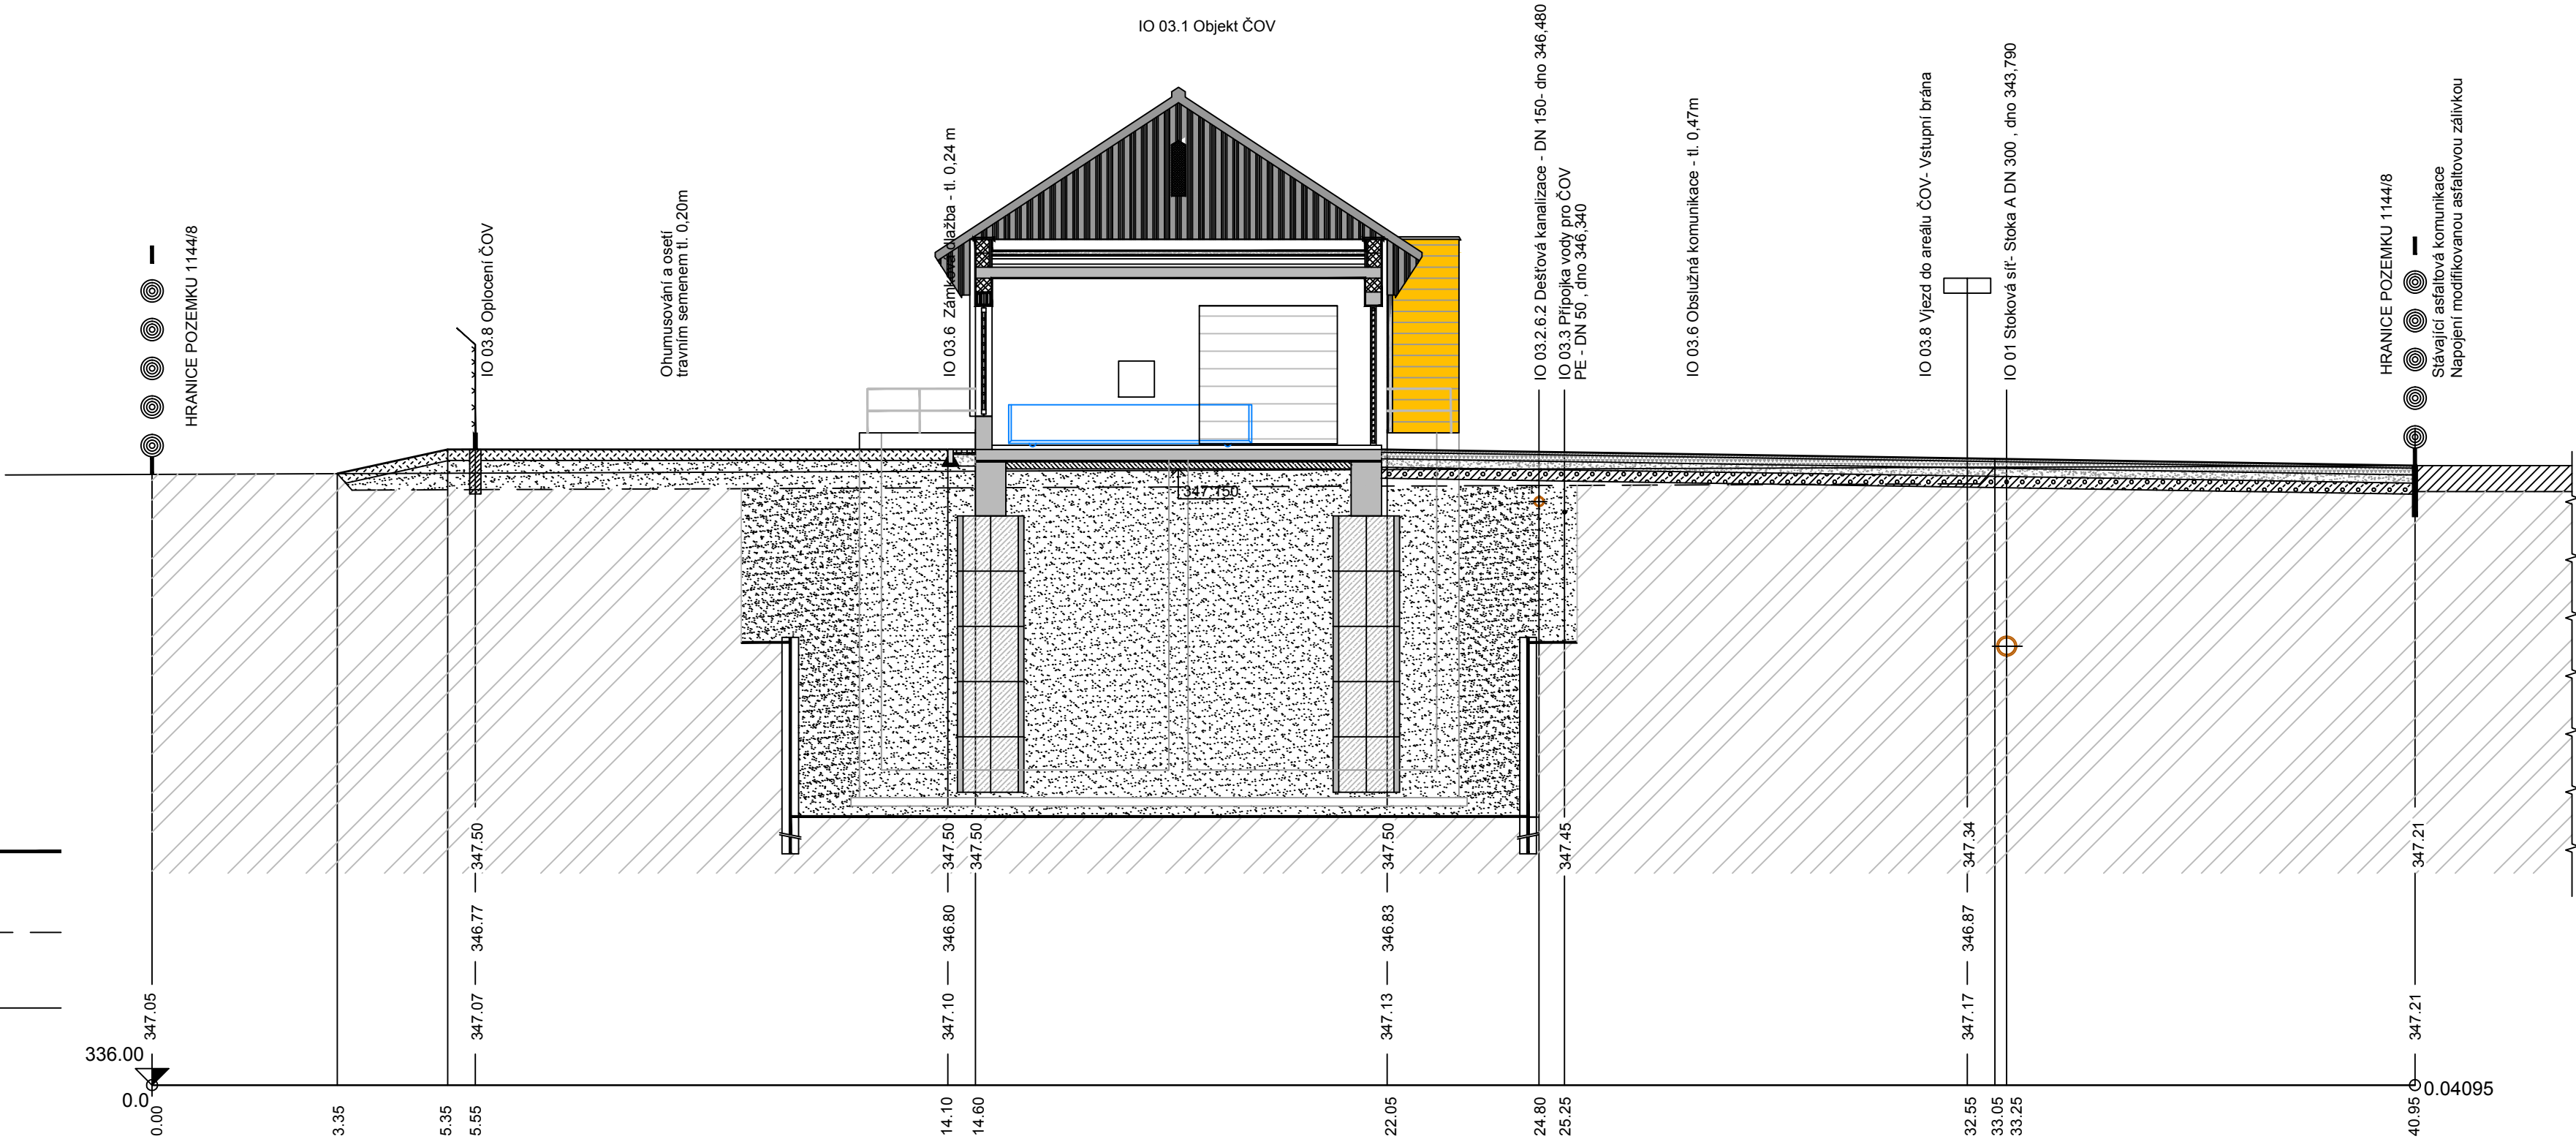 IO 03.1 Objekt ČOV
HRANICE POZEMKU 1144/8
IO 03.8 Oplocení ČOV
Ohumusování a osetí
travním semenem tl. 0,20m
IO 03.6 Zámková dlažba - tl. 0,24 m
IO 03.2.6.2 Dešťová kanalizace - DN 150- dno 346,480
IO 03.3 Přípojka vody pro ČOV
PE - DN 50 , dno 346,340
IO 03.6 Obslužná komunikace - tl. 0,47m
IO 03.8 Vjezd do areálu ČOV- Vstupní brána
IO 01 Stoková síť- Stoka A DN 300 , dno 343,790
HRANICE POZEMKU 1144/8
Stávající asfaltová komunikace
Napojení modifikovanou asfaltovou zálivkou
347.150
347.50
347.50
347.50
347.50
347.45
347.34
347.21
346.77
346.80
346.83
346.87
347.05
347.07
347.10
347.13
347.17
347.21
336.00
0.0
0.04095
0.00
3.35
5.35
5.55
14.10
14.60
22.05
24.80
25.25
32.55
33.05
33.25
40.95